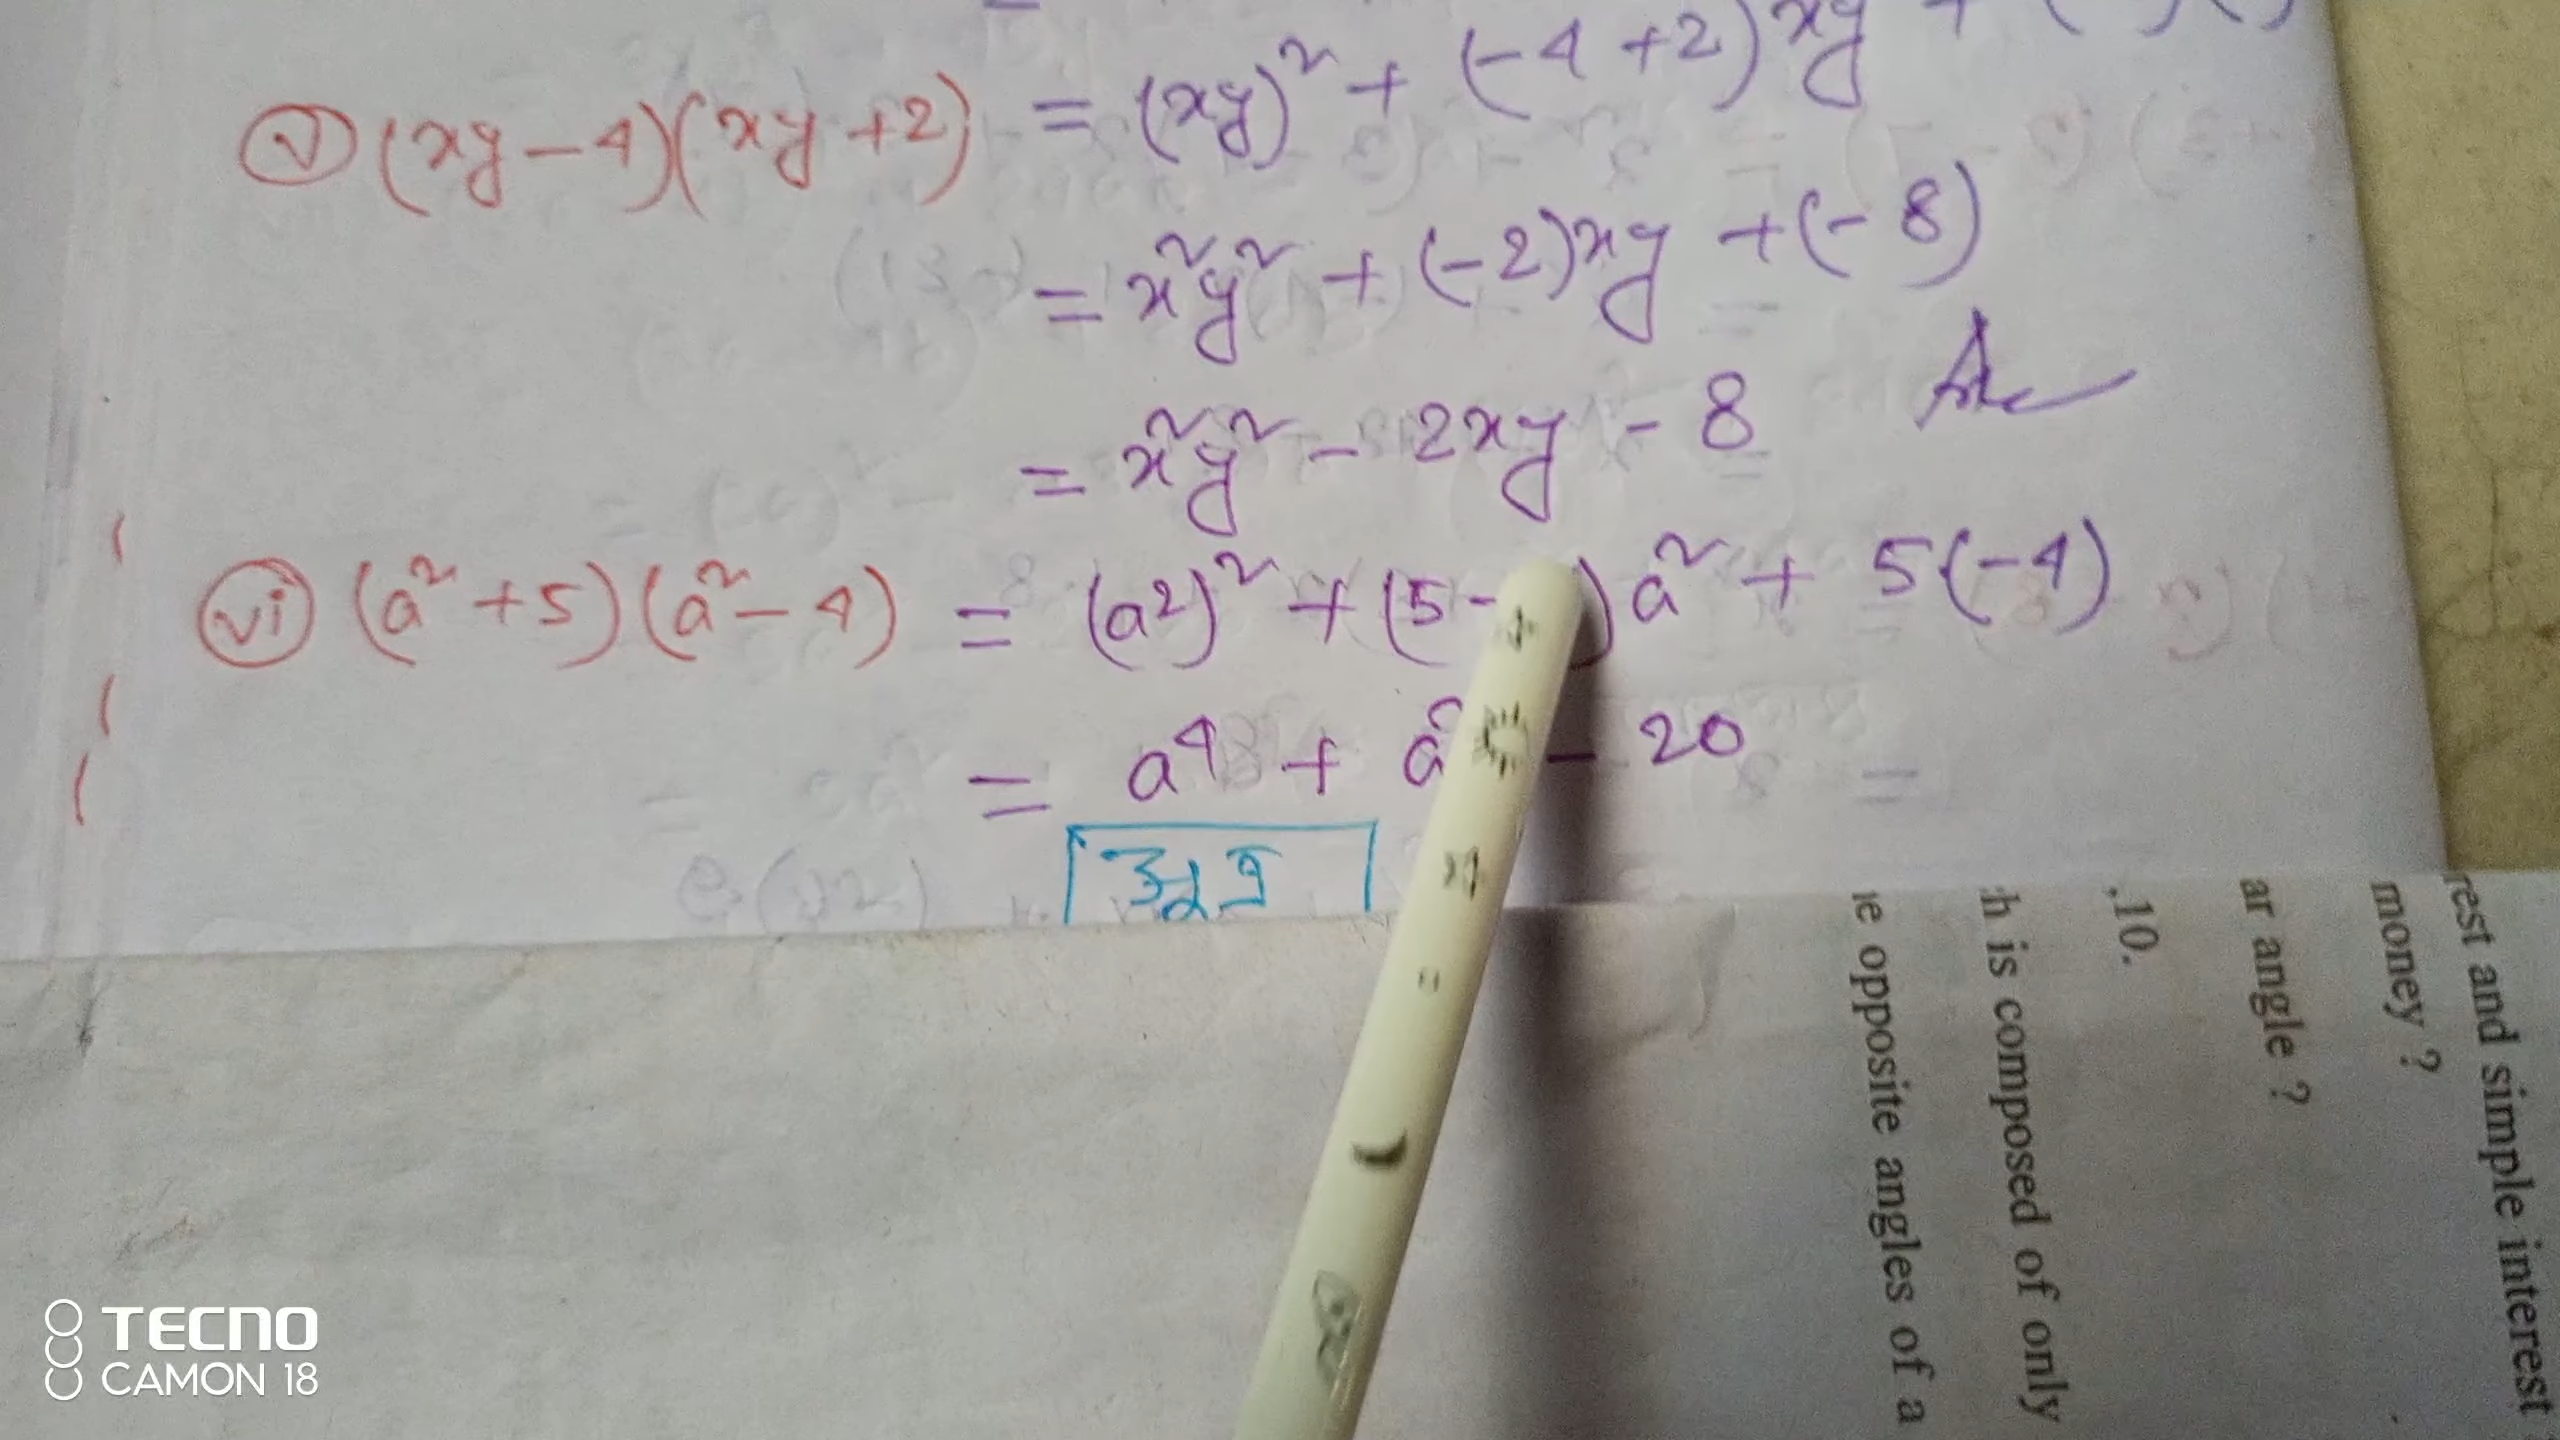 (v) (xy-4)(xy+2) = (xy)² + (-4+2)xy +
= x²y² + (-2)xy + (-8)
= x²y² - 2xy - 8 Ans
(vi) (a²+5)(a²-4) = (a2)² + (5- )a² + 5(-4)
= a⁴ + a² - 20
rest and simple interest
money ?
ar angle ?
.10.
h is composed of only
e opposite angles of a
TECNO
CAMON 18